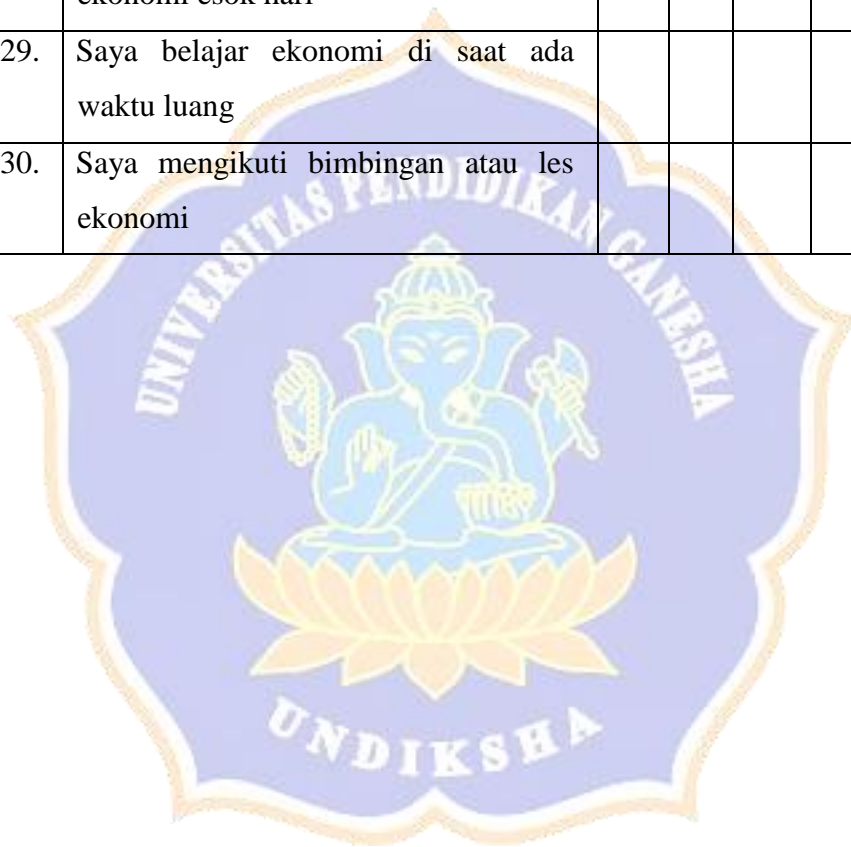 ekonomi esok hari
29. Saya belajar ekonomi di saat ada
waktu luang
30. Saya mengikuti bimbingan atau les
ekonomi
UNIVERSITAS PENDIDIKAN GANESHA
UNDIKSHA